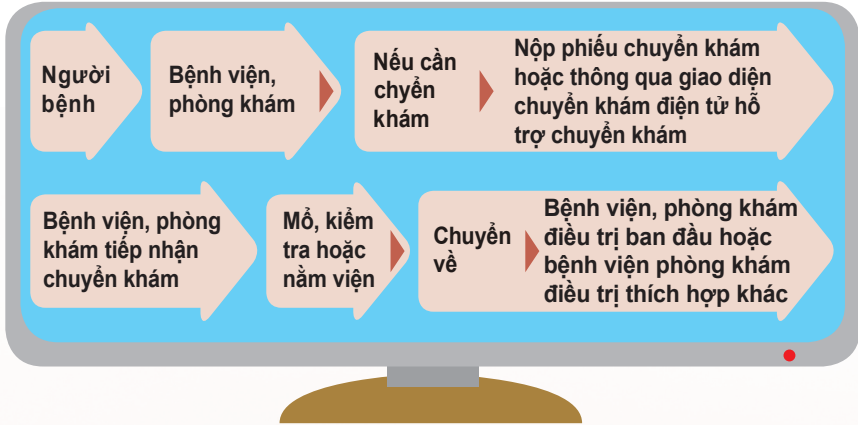 Người
bệnh
Bệnh viện,
phòng khám
Nếu cần
chyển
khám
Nộp phiếu chuyển khám
hoặc thông qua giao diện
chuyển khám điện tử hỗ
trợ chuyển khám
Bệnh viện, phòng
khám tiếp nhận
chuyển khám
Mổ, kiểm
tra hoặc
nằm viện
Chuyển
về
Bệnh viện, phòng khám
điều trị ban đầu hoặc
bệnh viện phòng khám
điều trị thích hợp khác